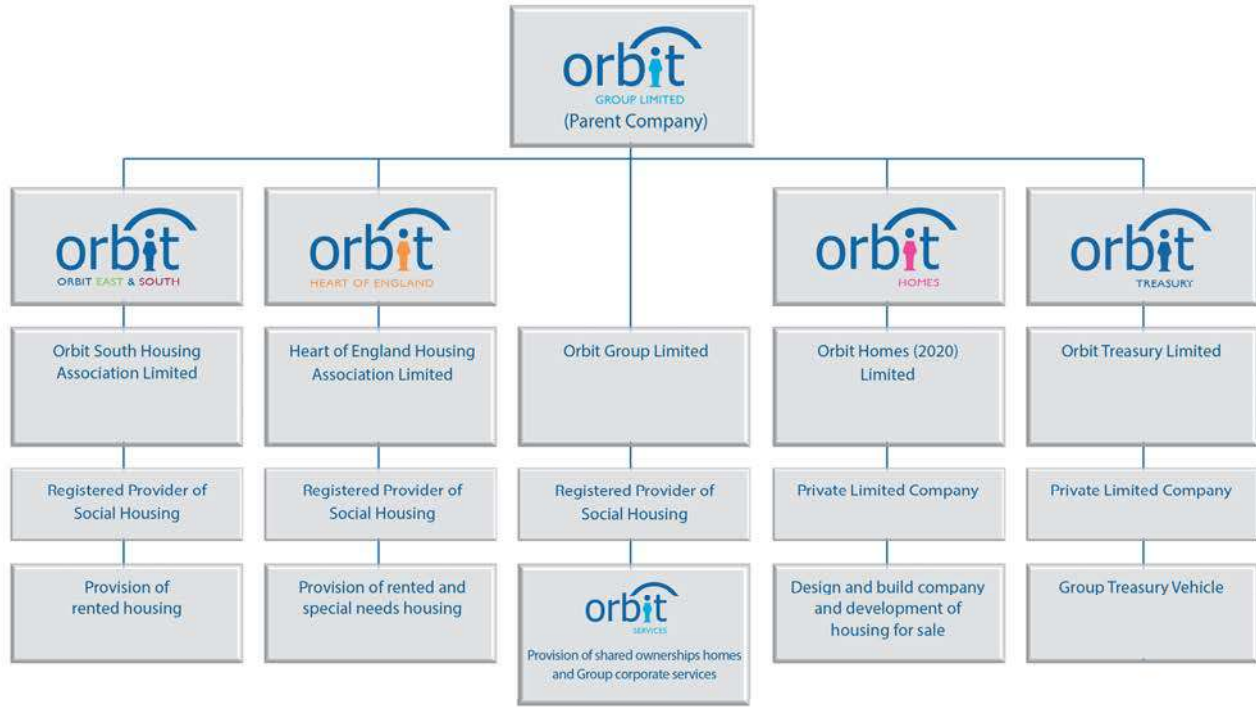 orbit
GROUP LIMITED
(Parent Company)
orbit
ORBIT EAST & SOUTH
orbit
HEART OF ENGLAND
orbit
HOMES
orbit
TREASURY
Orbit South Housing
Association Limited
Heart of England Housing
Association Limited
Orbit Group Limited
Orbit Homes (2020)
Limited
Orbit Treasury Limited
Registered Provider of
Social Housing
Registered Provider of
Social Housing
Registered Provider of
Social Housing
Private Limited Company
Private Limited Company
Provision of
rented housing
Provision of rented and
special needs housing
orbit
SERVICES
Provision of shared ownerships homes
and Group corporate services
Design and build company
and development of
housing for sale
Group Treasury Vehicle